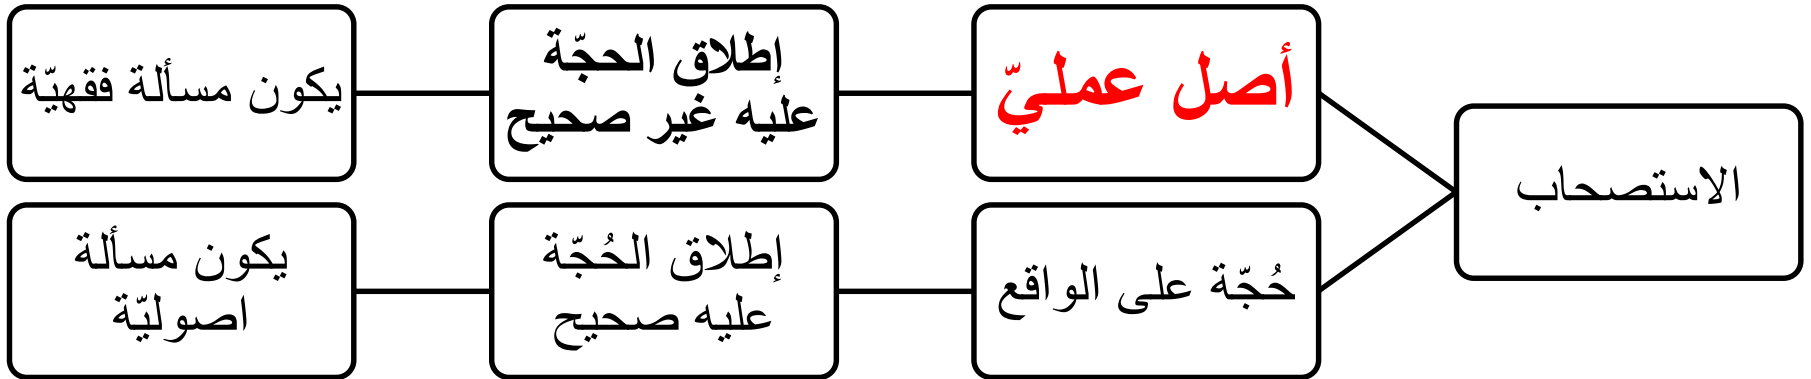 الاستصحاب
أصل عمليّ
إطلاق الحجّة
عليه غير صحيح
يكون مسألة فقهيّة
حُجّة على الواقع
إطلاق الحُجّة
عليه صحيح
يكون مسألة
اصوليّة